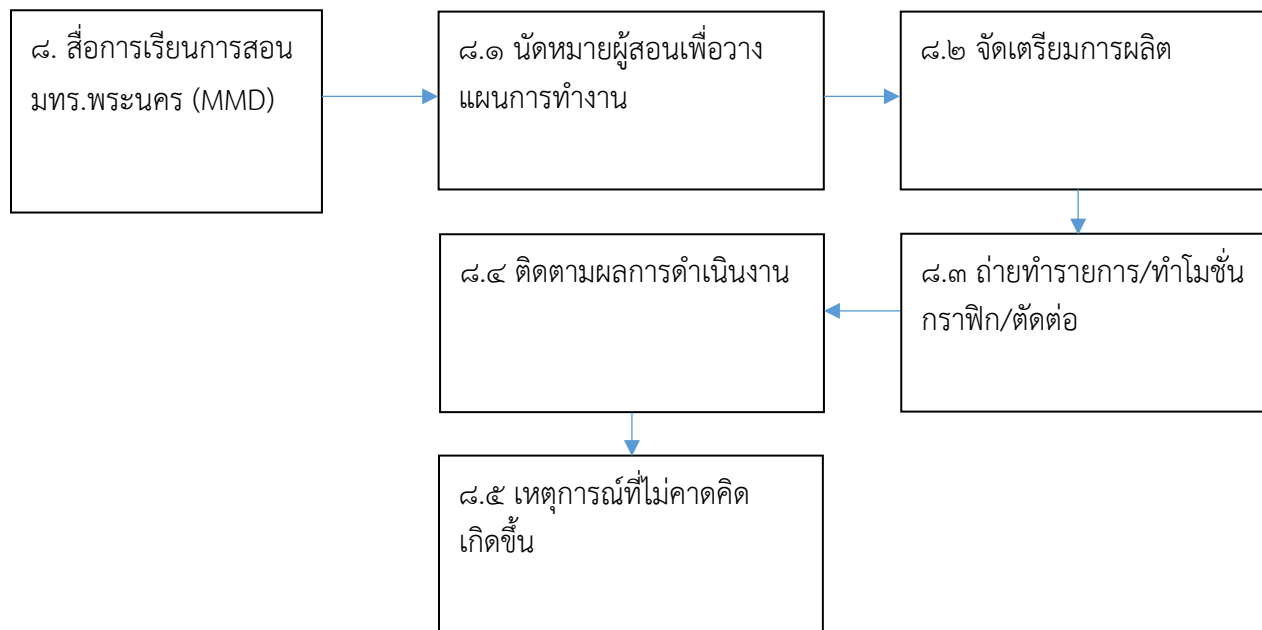 ๘. สื่อการเรียนการสอน
มทร.พระนคร (MMD)
๘.๑ นัดหมายผู้สอนเพื่อวาง
แผนการทำงาน
๘.๒ จัดเตรียมการผลิต
๘.๓ ถ่ายทำรายการ/ทำโมชั่น
กราฟิก/ตัดต่อ
๘.๔ ติดตามผลการดำเนินงาน
๘.๕ เหตุการณ์ที่ไม่คาดคิด
เกิดขึ้น